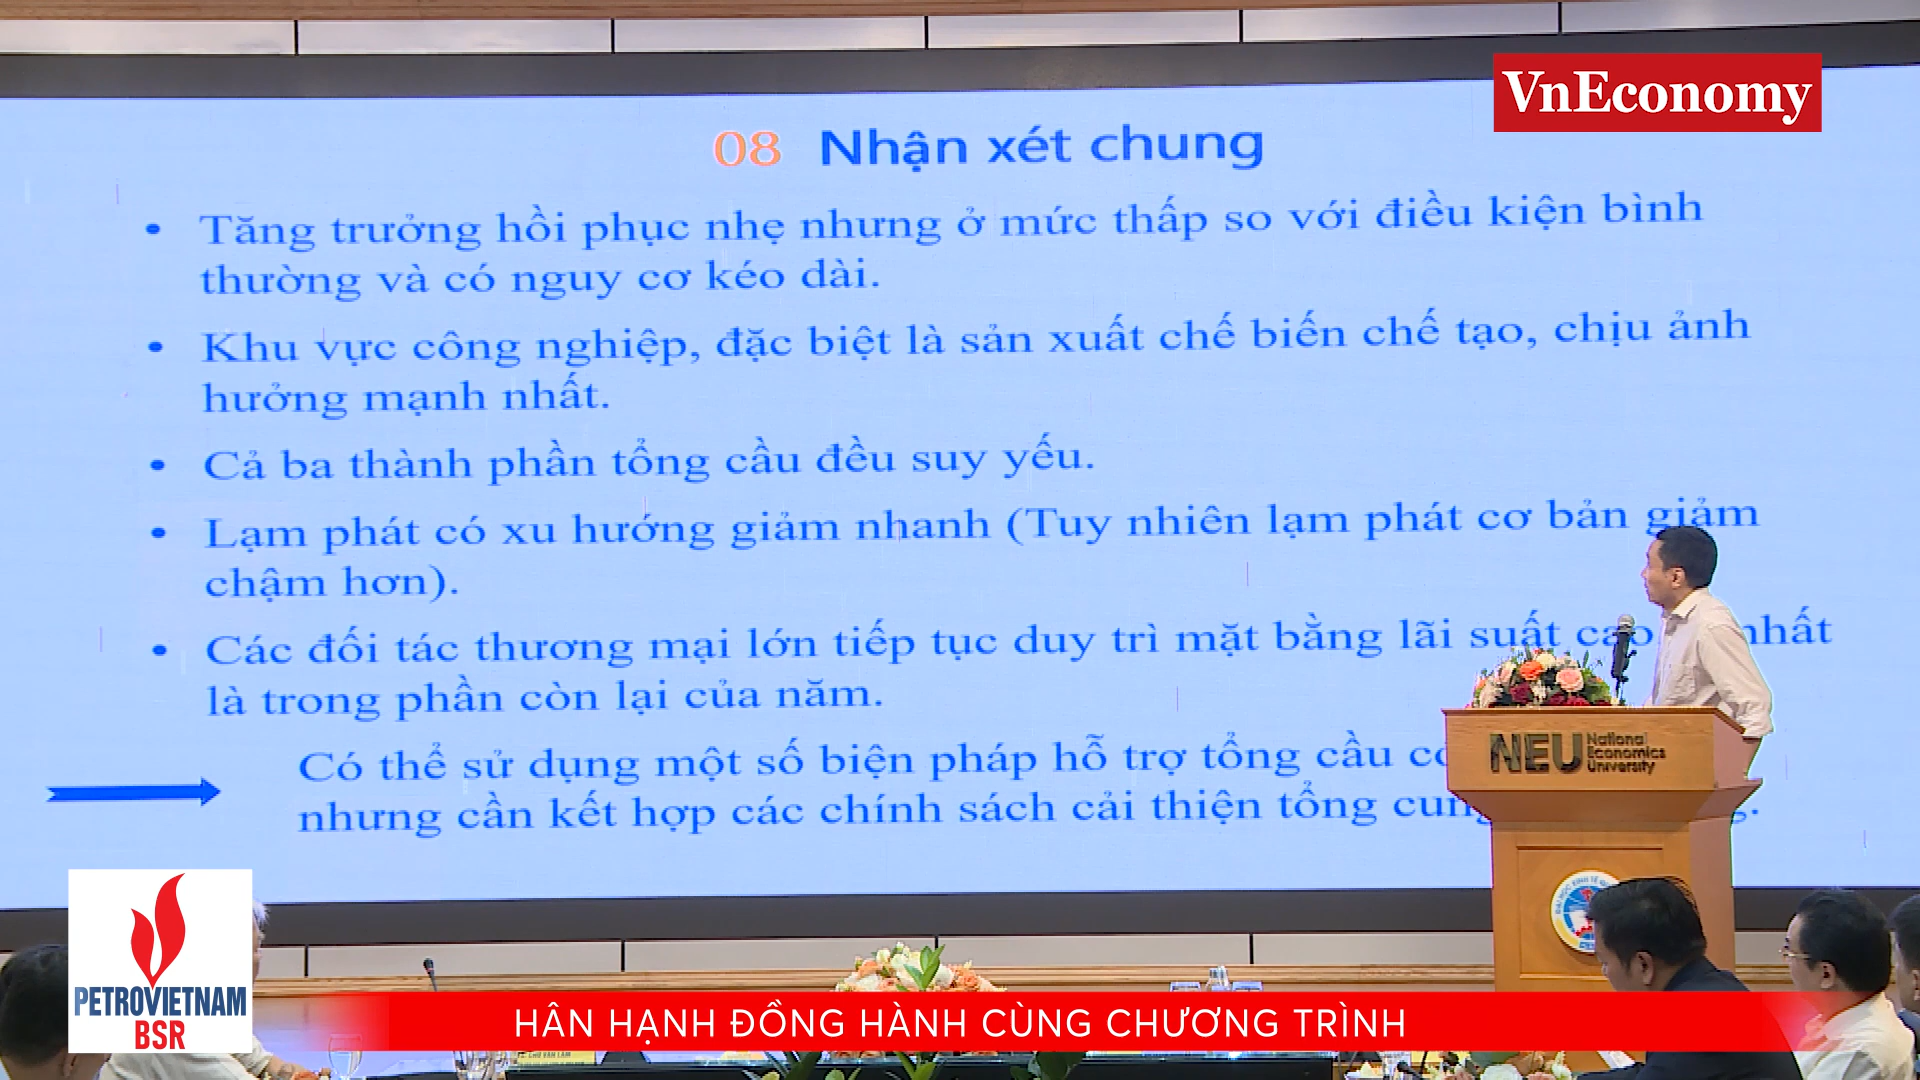 VnEconomy
08 Nhận xét chung
• Tăng trưởng hồi phục nhẹ nhưng ở mức thấp so với điều kiện bình
thường và có nguy cơ kéo dài.
• Khu vực công nghiệp, đặc biệt là sản xuất chế biến chế tạo, chịu ảnh
hưởng mạnh nhất.
• Cả ba thành phần tổng cầu đều suy yếu.
• Lạm phát có xu hướng giảm nhanh (Tuy nhiên lạm phát cơ bản giảm
chậm hơn).
• Các đối tác thương mại lớn tiếp tục duy trì mặt bằng lãi suất cao nhất
là trong phần còn lại của năm.
Có thể sử dụng một số biện pháp hỗ trợ tổng cầu
nhưng cần kết hợp các chính sách cải thiện tổng cung
NEU National
Economics
University
PETROVIETNAM
BSR
HÂN HẠNH ĐỒNG HÀNH CÙNG CHƯƠNG TRÌNH